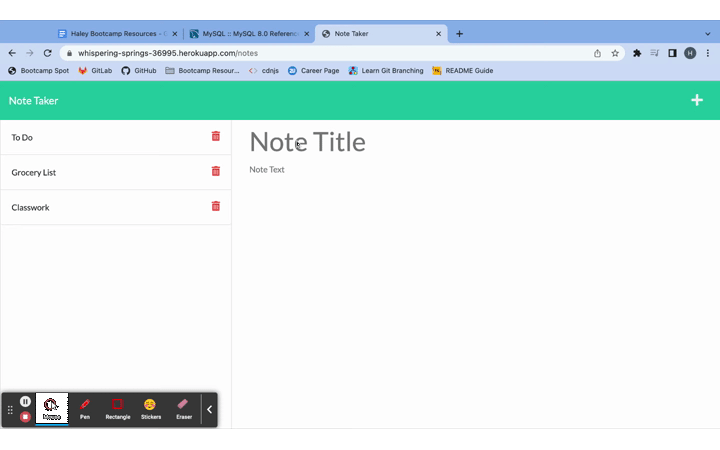 Haley Bootcamp Resources - G
MySQL :: MySQL 8.0 Referen
Note Taker
whispering-springs-36995.herokuapp.com/notes
H
Bootcamp Spot
GitLab
GitHub
Bootcamp Resour...
cdnjs
Career Page
Learn Git Branching
README Guide
Note Taker
To Do
Grocery List
Classwork
Note Title
Note Text
Mouse
Pen
Rectangle
Stickers
Eraser